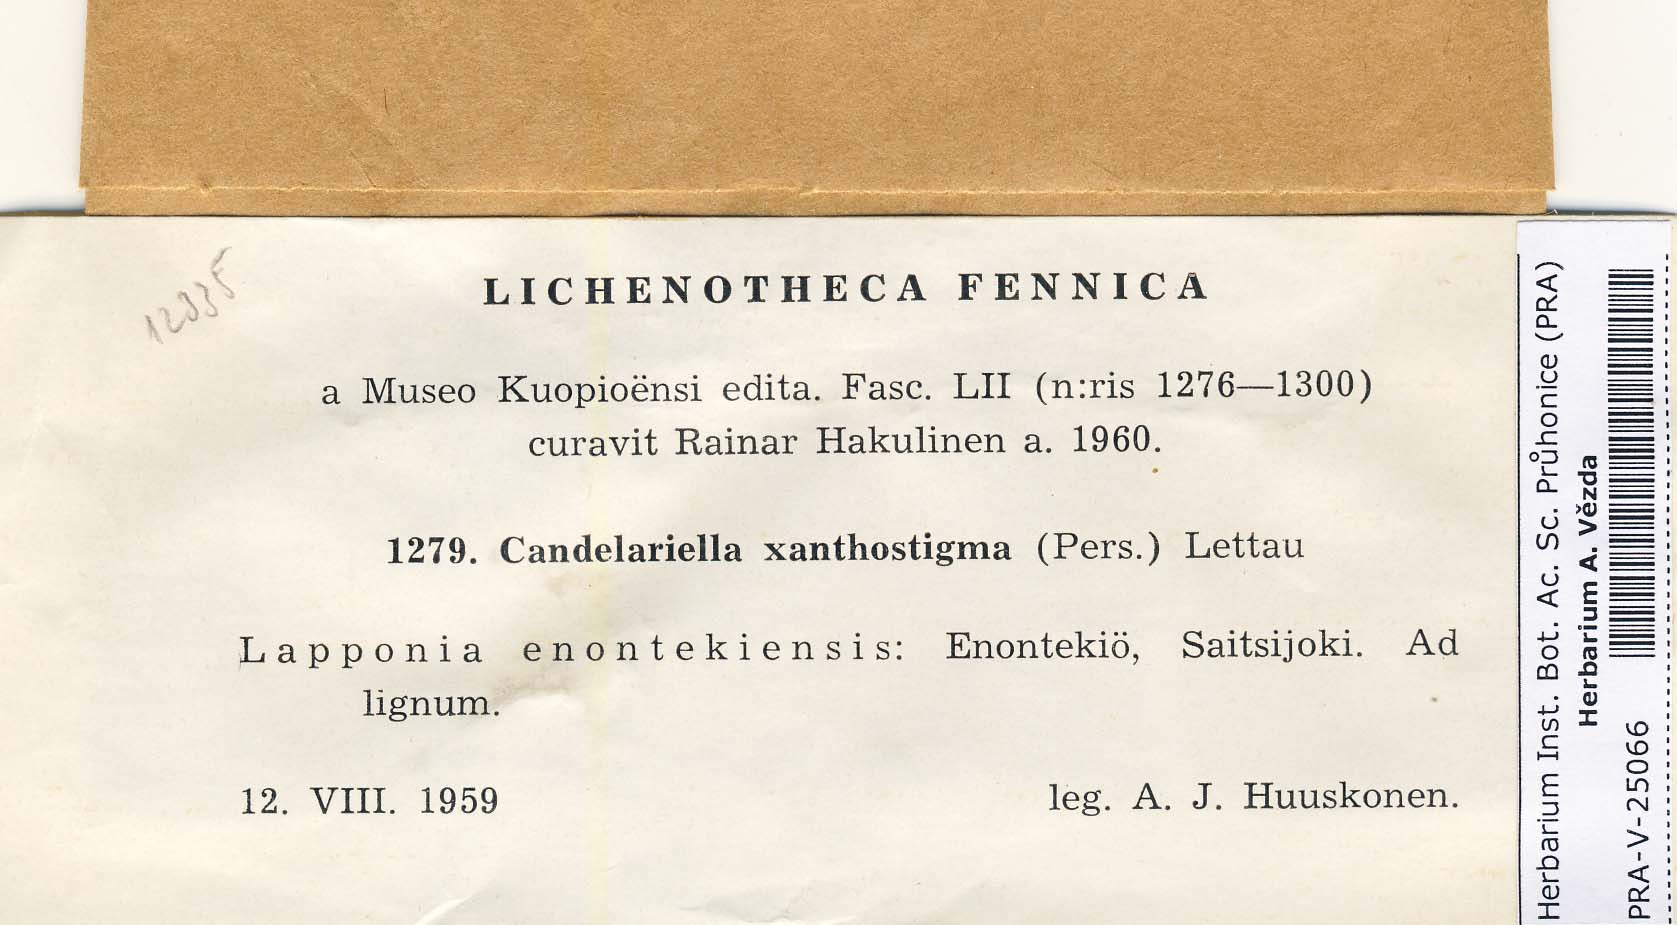 12335
LICHENOTHECA FENNICA
a Museo Kuopioënsi edita. Fasc. LII (n:ris 1276—1300)
curavit Rainar Hakulinen a. 1960.
1279. Candelariella xanthostigma (Pers.) Lettau
Lapponia enontekiensis: Enontekiö, Saitsijoki. Ad
lignum.
12. VIII. 1959 leg. A. J. Huuskonen.
Herbarium Inst. Bot. Ac. Sc. Průhonice (PRA)
Herbarium A. Vězda
PRA-V-25066